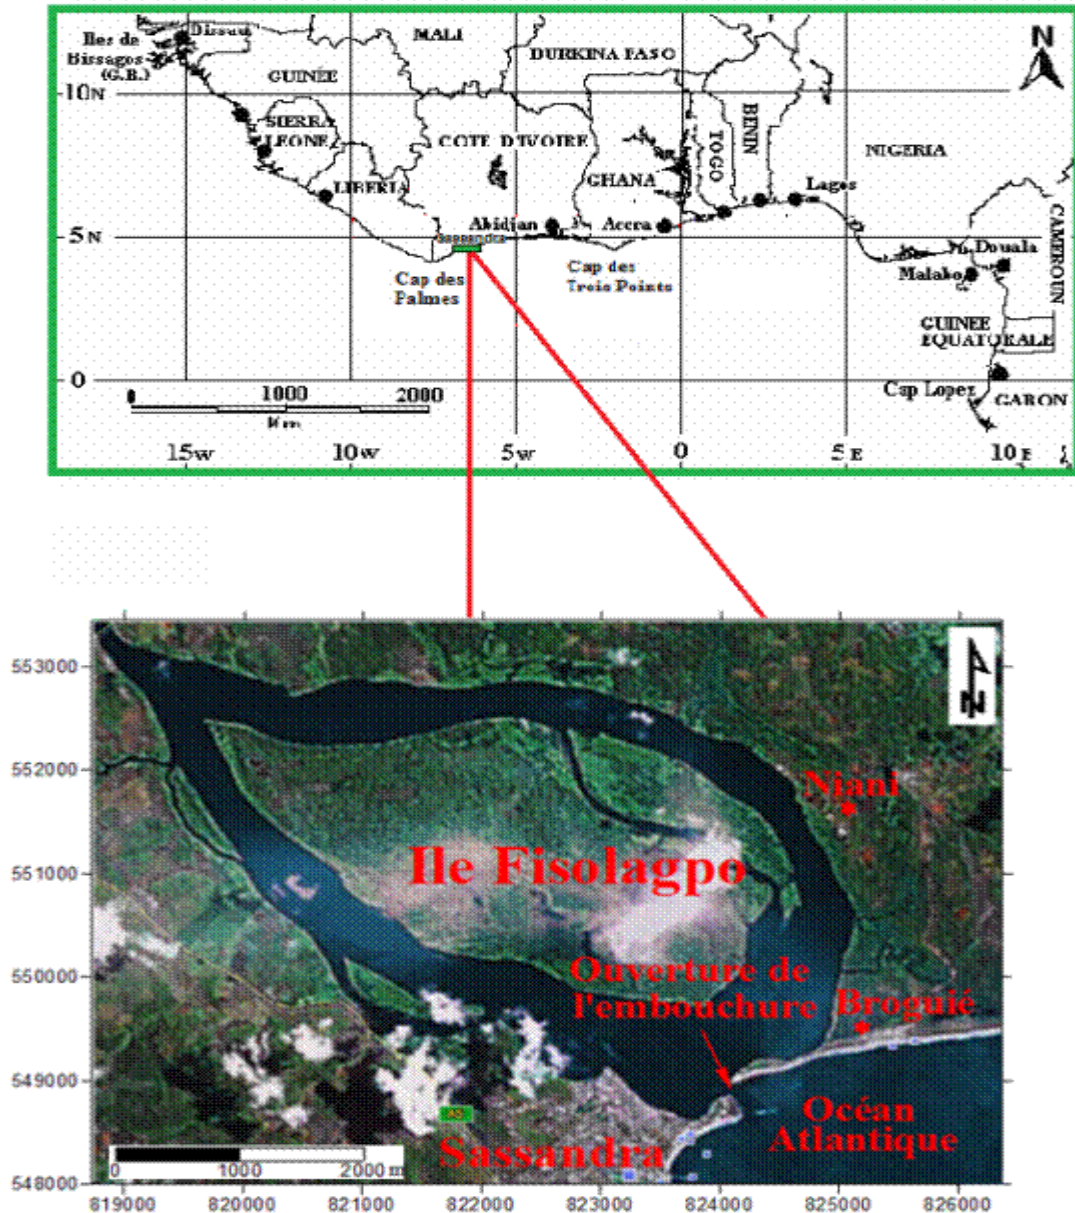 Iles de
Bissagos
(G.B.)
Bissau
MALI
BURKINA FASO
N
GUINÉE
10N
SIERRA
LEONE
COTE D'IVOIRE
BENIN
TOGO
GHANA
NIGERIA
LIBERIA
Lagos
Abidjan
Accra
5N
Sassandra
Cap des
Palmes
Cap des
Trois Points
Douala
Malabo
CAMEROUN
GUINEE
EQUATORALE
0
0 1000 2000
Km
Cap Lopez
GABON
15W 10W 5W 0 5E 10E
553000
552000
551000
550000
549000
548000
N
Niani
Ile Fisolagpo
Ouverture de
l'embouchure
Broguié
Océan
Atlantique
A5
Sassandra
0 1000 2000 m
819000 820000 821000 822000 823000 824000 825000 826000